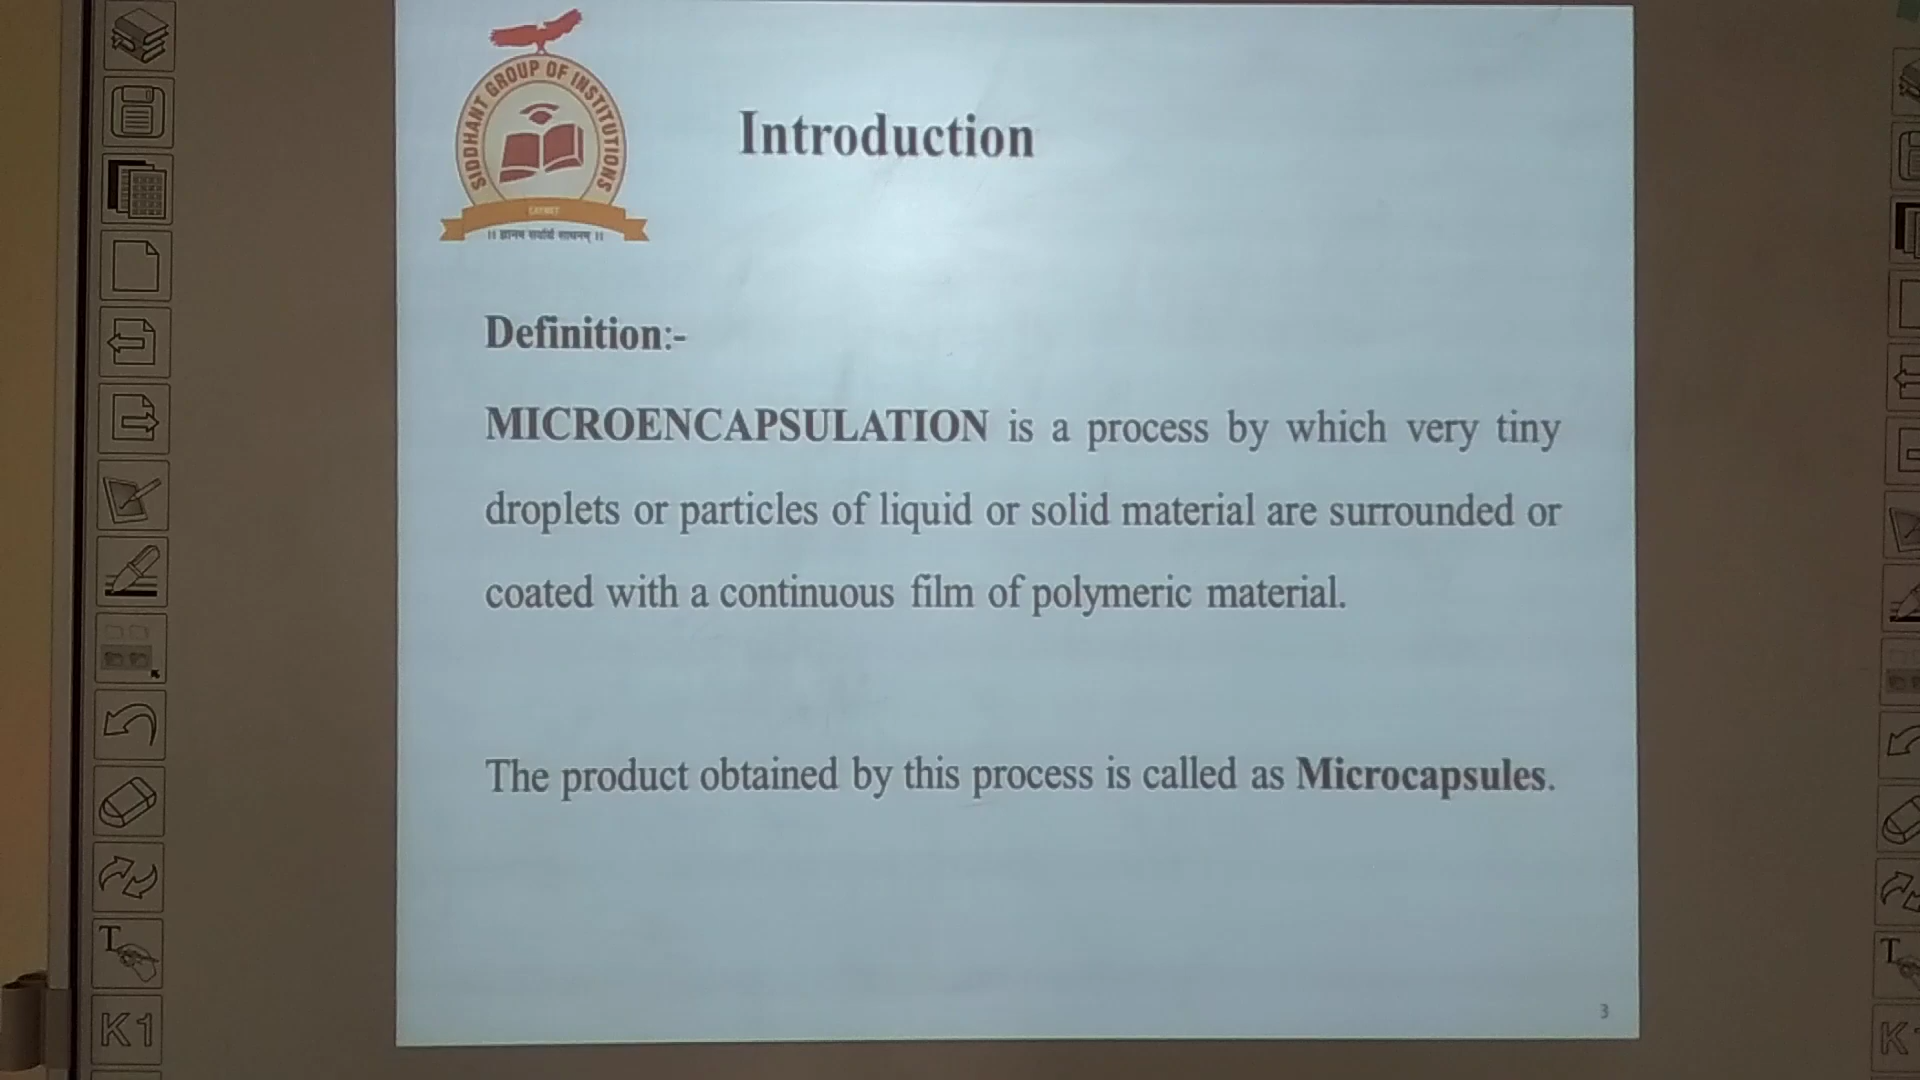 SIDDHANT GROUP OF INSTITUTIONS
Introduction
Definition:-
MICROENCAPSULATION is a process by which very tiny
droplets or particles of liquid or solid material are surrounded or
coated with a continuous film of polymeric material.
The product obtained by this process is called as Microcapsules.
3
T
K1
T